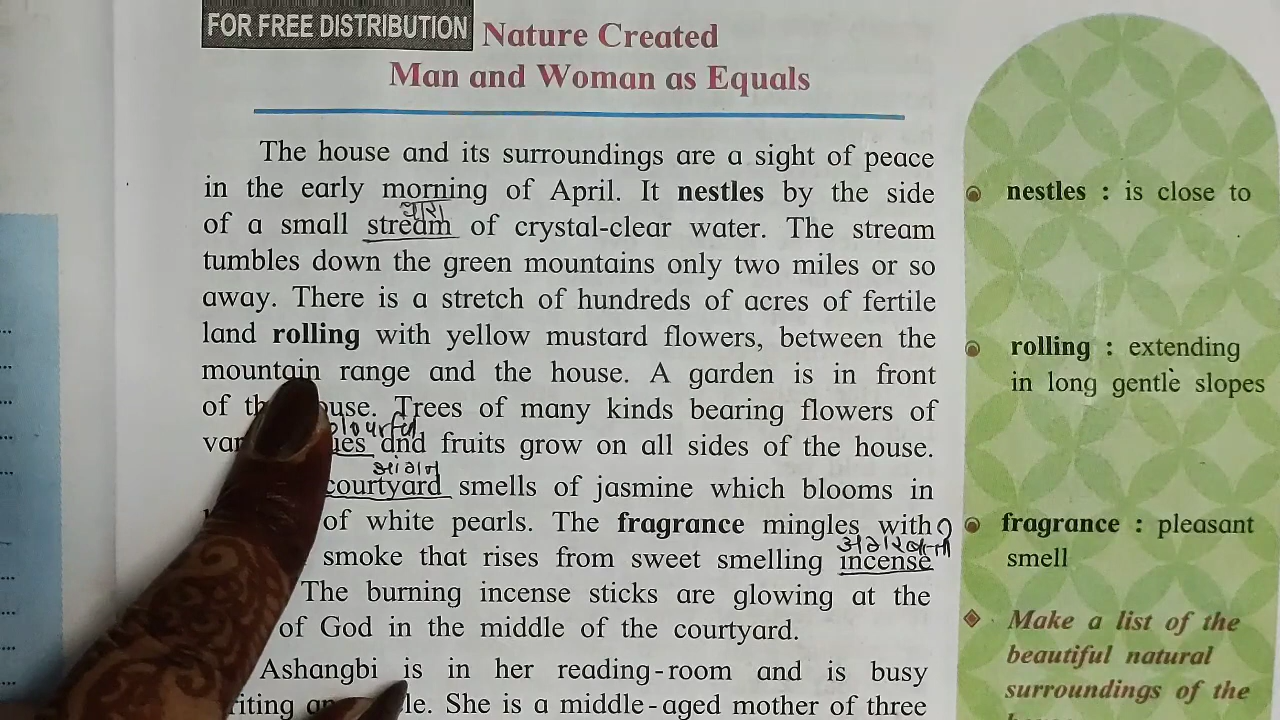 FOR FREE DISTRIBUTION
Nature Created
Man and Woman as Equals
The house and its surroundings are a sight of peace
in the early morning of April. It nestles by the side
of a small stream of crystal-clear water. The stream
tumbles down the green mountains only two miles or so
away. There is a stretch of hundreds of acres of fertile
land rolling with yellow mustard flowers, between the
mountain range and the house. A garden is in front
of Trees of many kinds bearing flowers of
and fruits grow on all sides of the house.
आंगन
courtyard smells of jasmine which blooms in
of white pearls. The fragrance mingles with
smoke that rises from sweet smelling incense
The burning incense sticks are glowing at the
of God in the middle of the courtyard.
Ashangbi is in her reading-room and is busy
She is a middle-aged mother of three
nestles : is close to
rolling : extending
in long gentle slopes
fragrance : pleasant
smell
Make a list of the
beautiful natural
surroundings of the